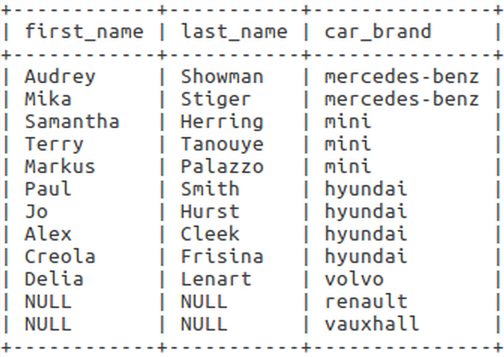 +------------+-----------+---------------+
| first_name | last_name | car_brand     |
+------------+-----------+---------------+
| Audrey     | Showman   | mercedes-benz |
| Mika       | Stiger    | mercedes-benz |
| Samantha   | Herring   | mini          |
| Terry      | Tanouye   | mini          |
| Markus     | Palazzo   | mini          |
| Paul       | Smith     | hyundai       |
| Jo         | Hurst     | hyundai       |
| Alex       | Cleek     | hyundai       |
| Creola     | Frisina   | hyundai       |
| Delia      | Lenart    | volvo         |
| NULL       | NULL      | renault       |
| NULL       | NULL      | vauxhall      |
+------------+-----------+---------------+